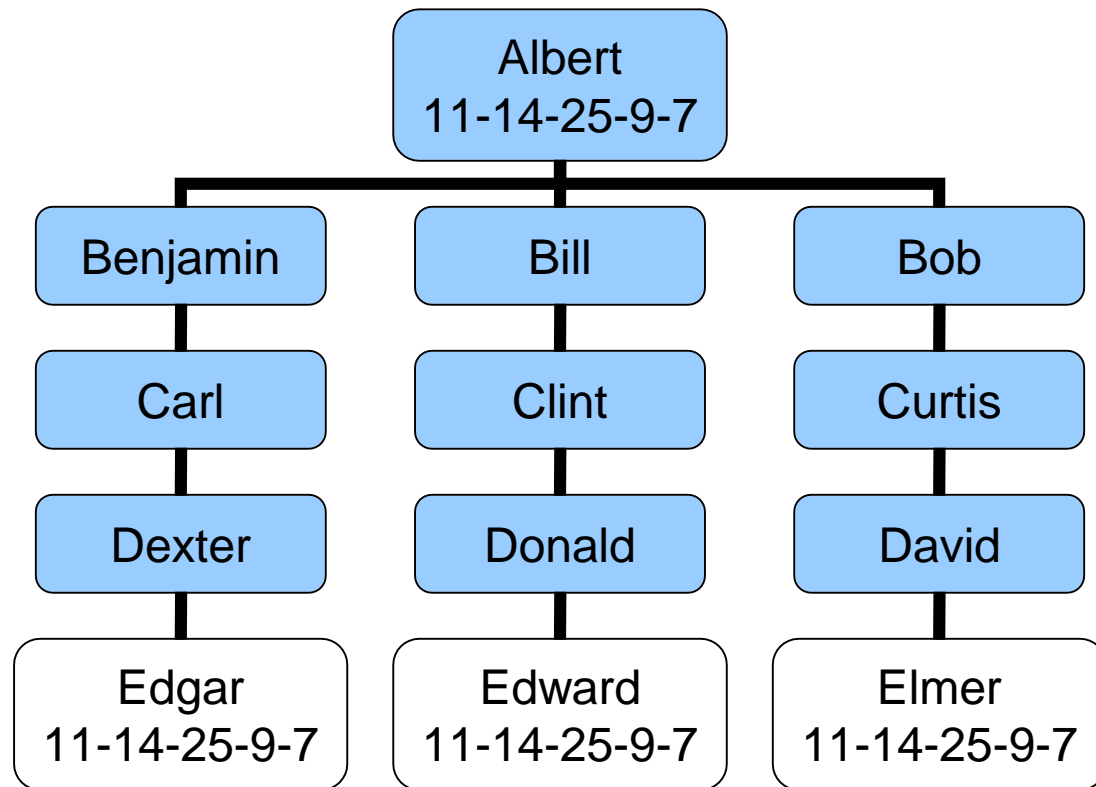 Albert
11-14-25-9-7
Benjamin
Bill
Bob
Carl
Clint
Curtis
Dexter
Donald
David
Edgar
11-14-25-9-7
Edward
11-14-25-9-7
Elmer
11-14-25-9-7